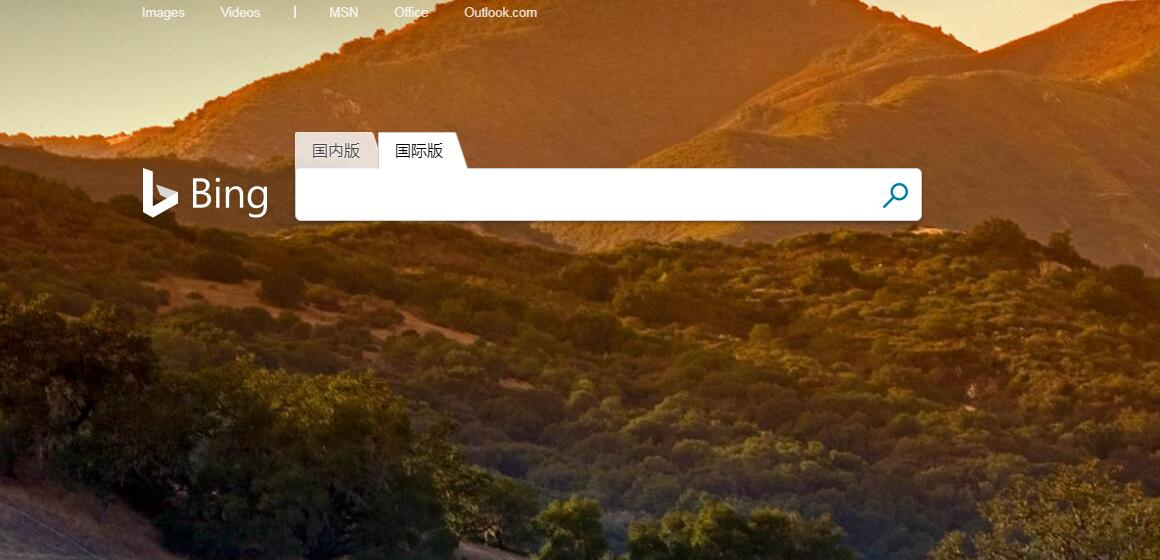 Images Videos | MSN Office Outlook.com
国内版 国际版
Bing